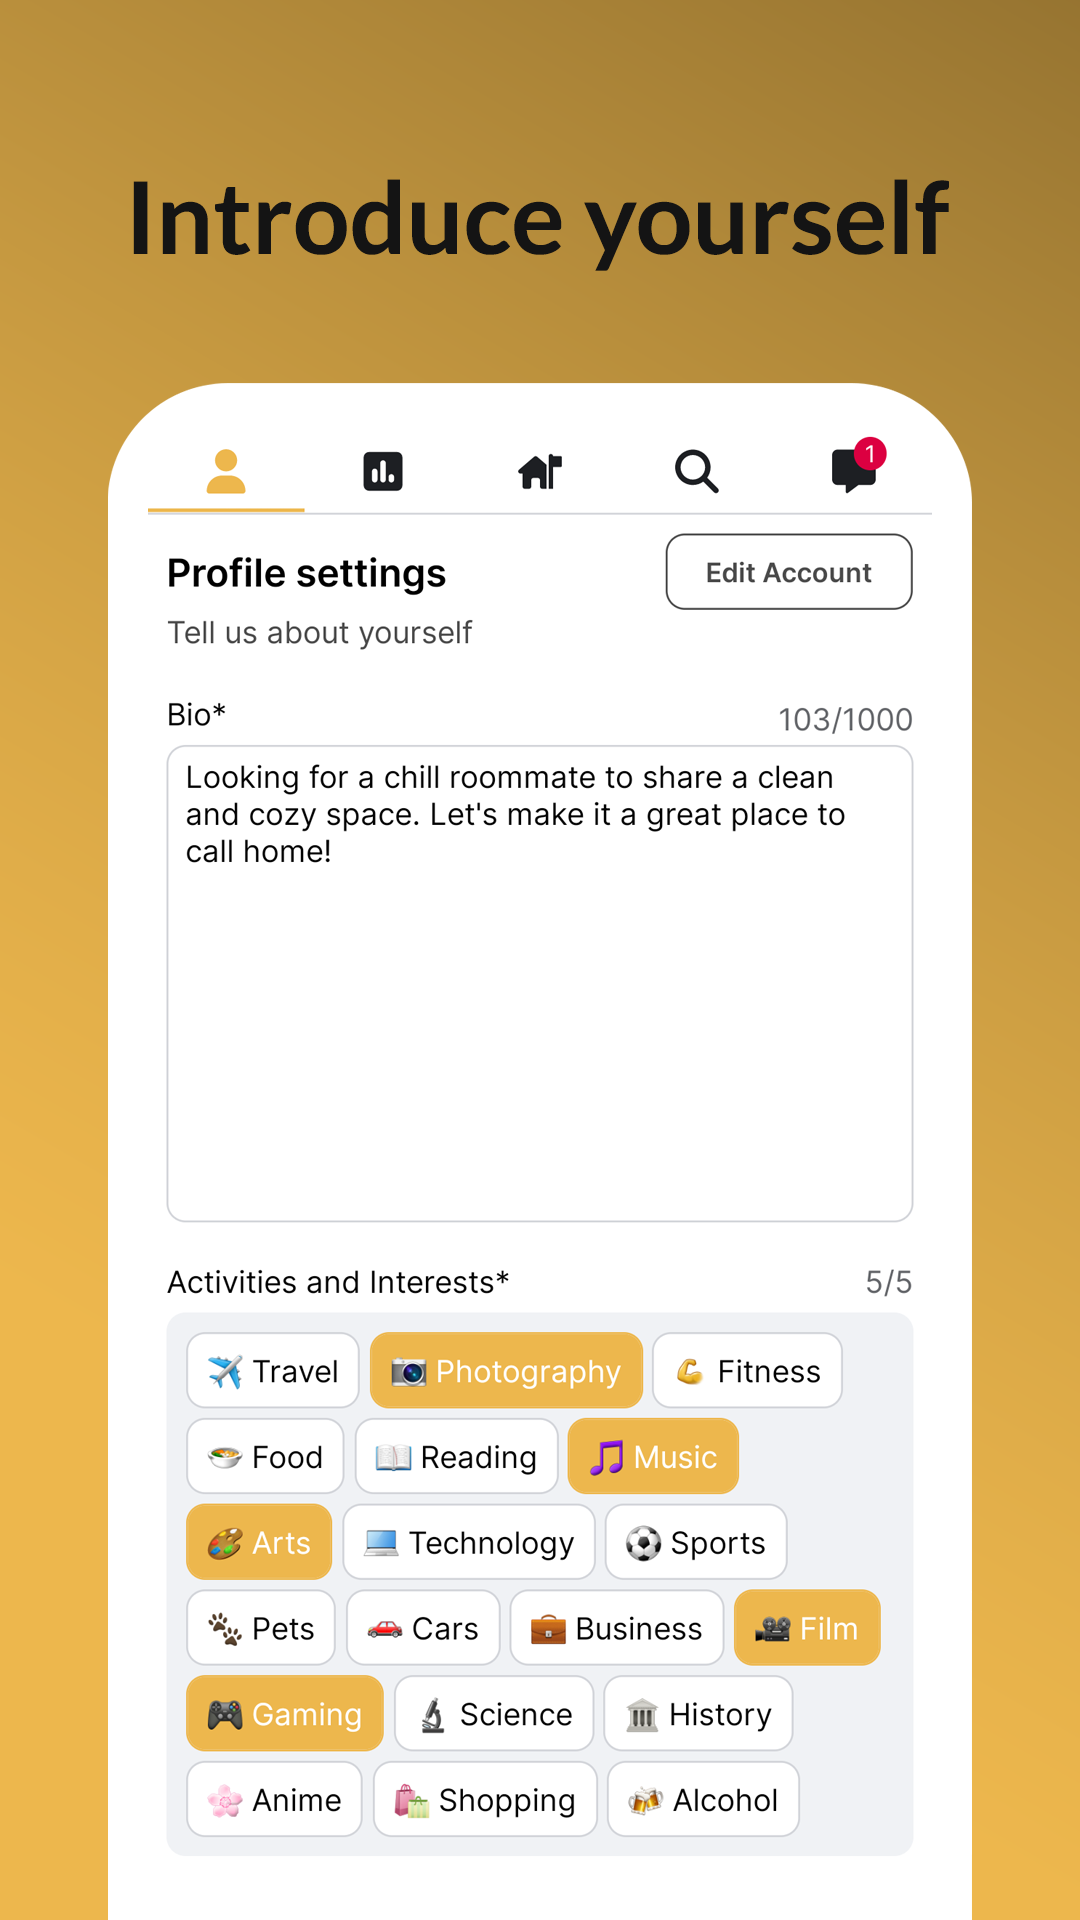 Introduce yourself
1
Profile settings
Edit Account
Tell us about yourself
Bio*
103/1000
Looking for a chill roommate to share a clean
and cozy space. Let's make it a great place to
call home!
Activities and Interests*
5/5
Travel
Photography
Fitness
Food
Reading
Music
Arts
Technology
Sports
Pets
Cars
Business
Film
Gaming
Science
History
Anime
Shopping
Alcohol